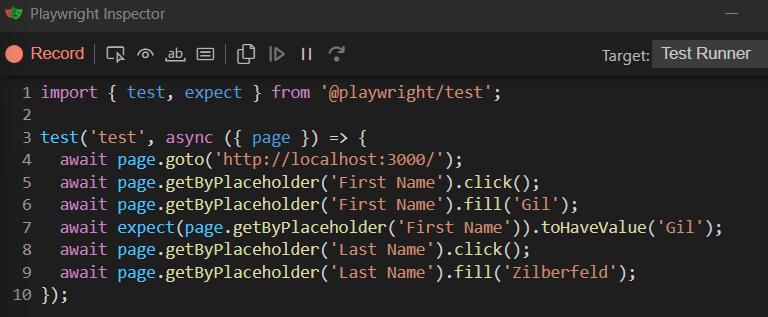 Playwright Inspector
Record ab Target: Test Runner
1 import { test, expect } from '@playwright/test';
2
3 test('test', async ({ page }) => {
4   await page.goto('http://localhost:3000/');
5   await page.getByPlaceholder('First Name').click();
6   await page.getByPlaceholder('First Name').fill('Gil');
7   await expect(page.getByPlaceholder('First Name')).toHaveValue('Gil');
8   await page.getByPlaceholder('Last Name').click();
9   await page.getByPlaceholder('Last Name').fill('Zilberfeld');
10 });